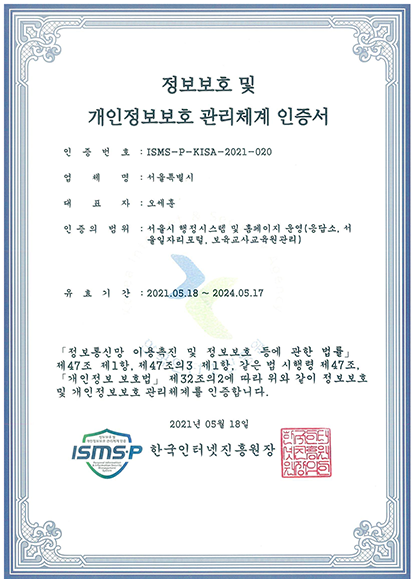 정보보호 및
개인정보보호 관리체계 인증서
인 증 번 호 : ISMS-P-KISA-2021-020
업 체 명 : 서울특별시
대 표 자 : 오세훈
인증의 범위 : 서울시 행정시스템 및 홈페이지 운영(응답소, 서
울일자리포털, 보육교사교육원관리)
유 효 기 간 : 2021.05.18 ~ 2024.05.17
「정보통신망 이용촉진 및 정보보호 등에 관한 법률」
제47조 제1항, 제47조의3 제1항, 같은 법 시행령 제47조,
「개인정보 보호법」 제32조의2에 따라 위와 같이 정보보호
및 개인정보보호 관리체계를 인증합니다.
2021년 05월 18일
ISMS-P
한국인터넷진흥원장